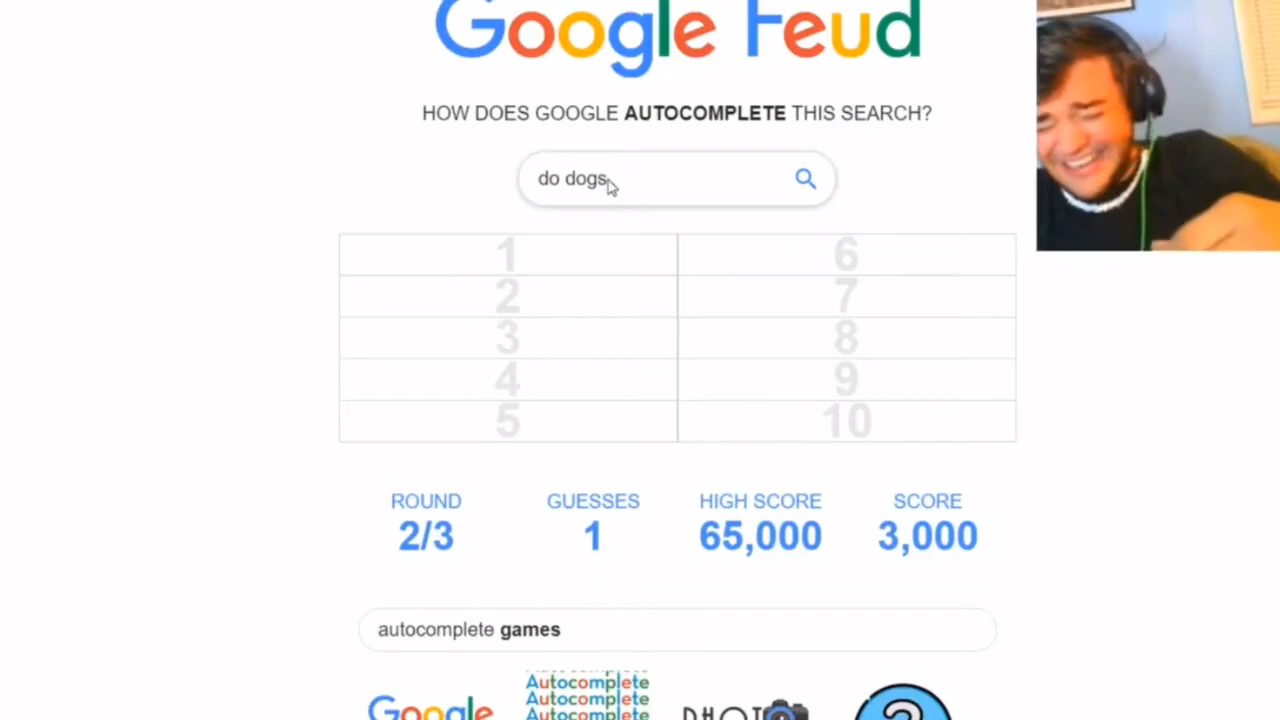 Google Feud
HOW DOES GOOGLE AUTOCOMPLETE THIS SEARCH?
do dogs
1 6
2 7
3 8
4 9
5 10
ROUND GUESSES HIGH SCORE SCORE
2/3 1 65,000 3,000
autocomplete games
Autocomplete
Google Autocomplete PHOT ?
Autocomplete